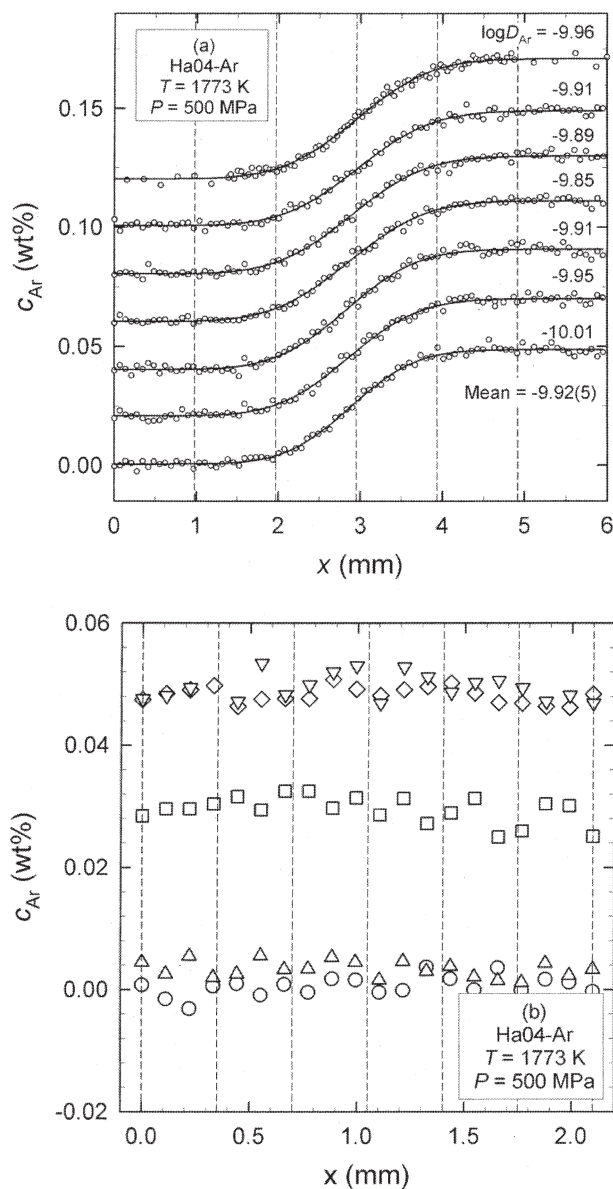 (a)
Ha04-Ar
T = 1773 K
P = 500 MPa
logD_Ar = -9.96
-9.91
-9.89
-9.85
-9.91
-9.95
-10.01
Mean = -9.92(5)
0.15
0.10
0.05
0.00
c_Ar (wt%)
0 1 2 3 4 5 6
x (mm)
0.06
0.04
0.02
0.00
-0.02
c_Ar (wt%)
(b)
Ha04-Ar
T = 1773 K
P = 500 MPa
0.0 0.5 1.0 1.5 2.0
x (mm)